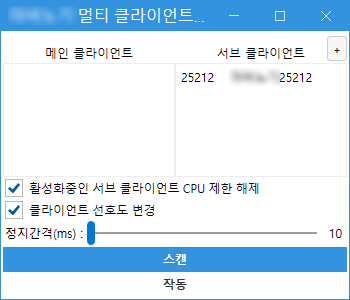 멀티 클라이언트...
메인 클라이언트 서브 클라이언트 +
25212 25212
활성화중인 서브 클라이언트 CPU 제한 해제
클라이언트 선호도 변경
정지간격(ms) : 10
스캔
작동